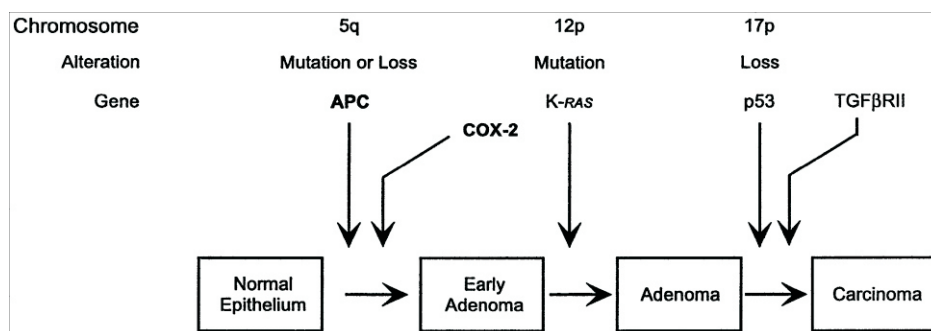 Chromosome 5q 12p 17p
Alteration Mutation or Loss Mutation Loss
Gene APC K-RAS p53 TGFβRII
COX-2
Normal Epithelium
Early Adenoma
Adenoma
Carcinoma